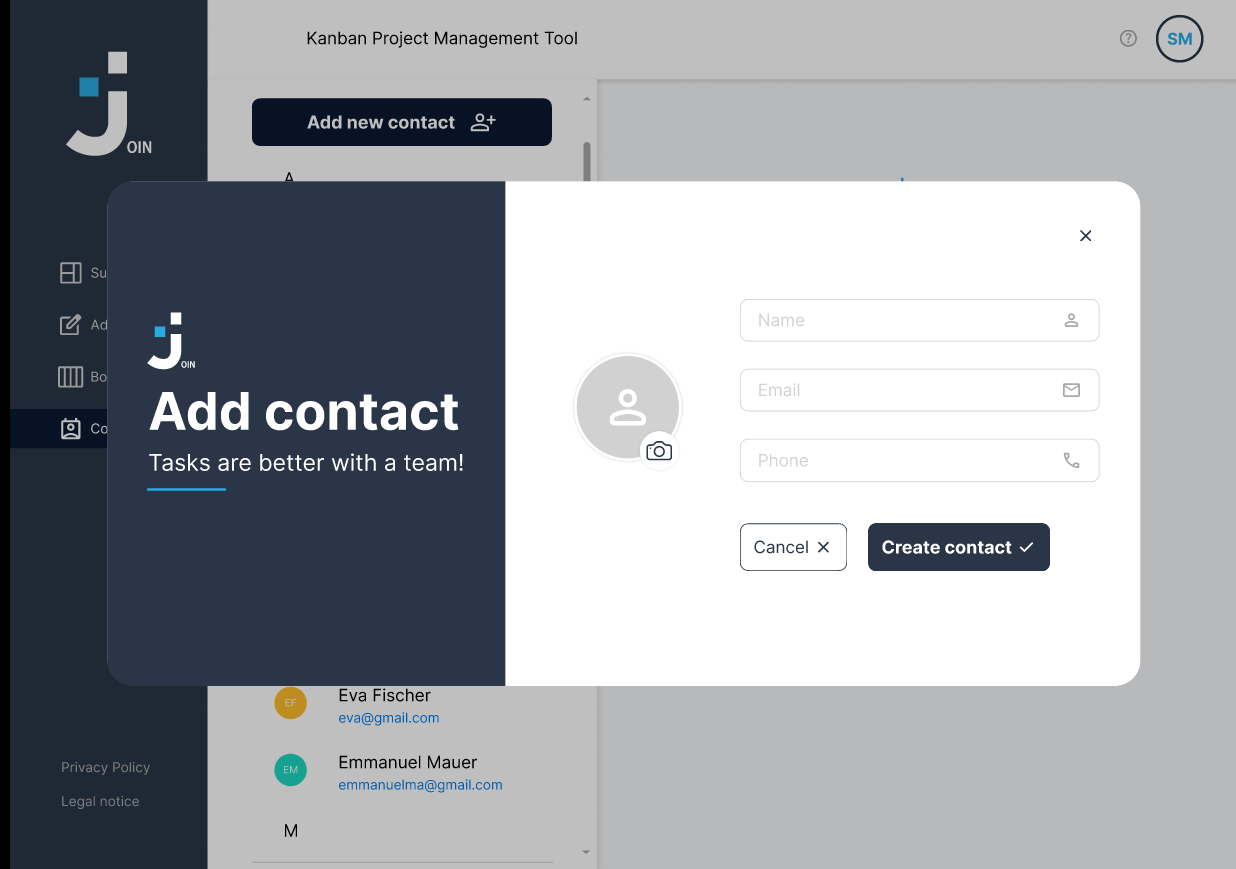 Kanban Project Management Tool
?
SM
OIN
Add new contact
A
Su
Ad
Bo
Co
OIN
Add contact
Tasks are better with a team!
Name
Email
Phone
Cancel
Create contact
EF
Eva Fischer
eva@gmail.com
EM
Emmanuel Mauer
emmanuelma@gmail.com
M
Privacy Policy
Legal notice